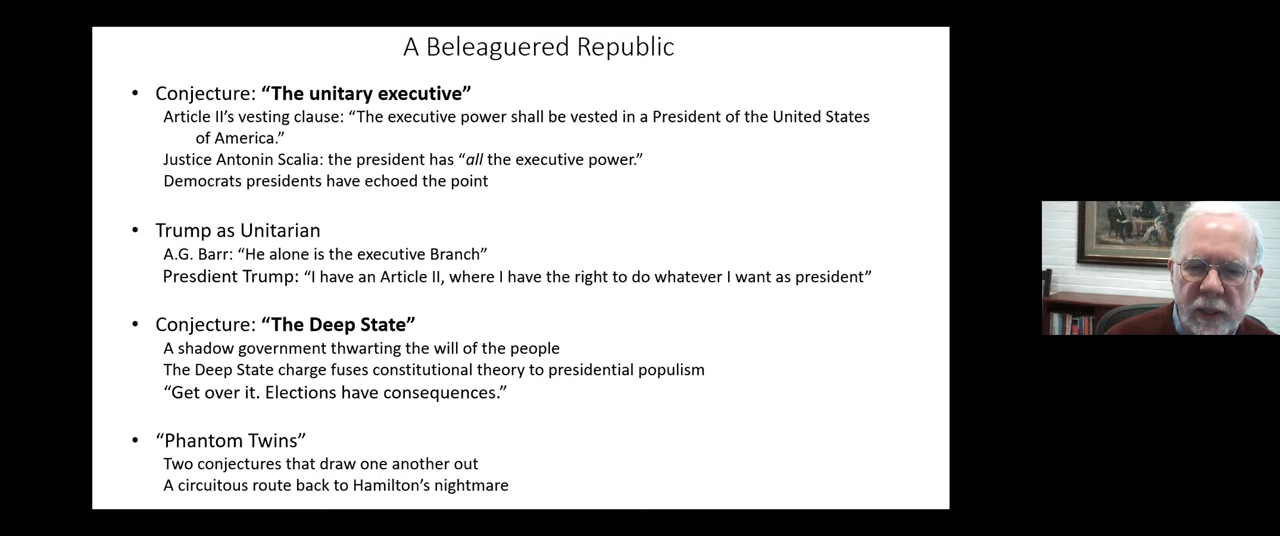 A Beleaguered Republic
• Conjecture: “The unitary executive”
Article II’s vesting clause: “The executive power shall be vested in a President of the United States
of America.”
Justice Antonin Scalia: the president has “all the executive power.”
Democrats presidents have echoed the point
• Trump as Unitarian
A.G. Barr: “He alone is the executive Branch”
Presdient Trump: “I have an Article II, where I have the right to do whatever I want as president”
• Conjecture: “The Deep State”
A shadow government thwarting the will of the people
The Deep State charge fuses constitutional theory to presidential populism
“Get over it. Elections have consequences.”
• “Phantom Twins”
Two conjectures that draw one another out
A circuitous route back to Hamilton’s nightmare